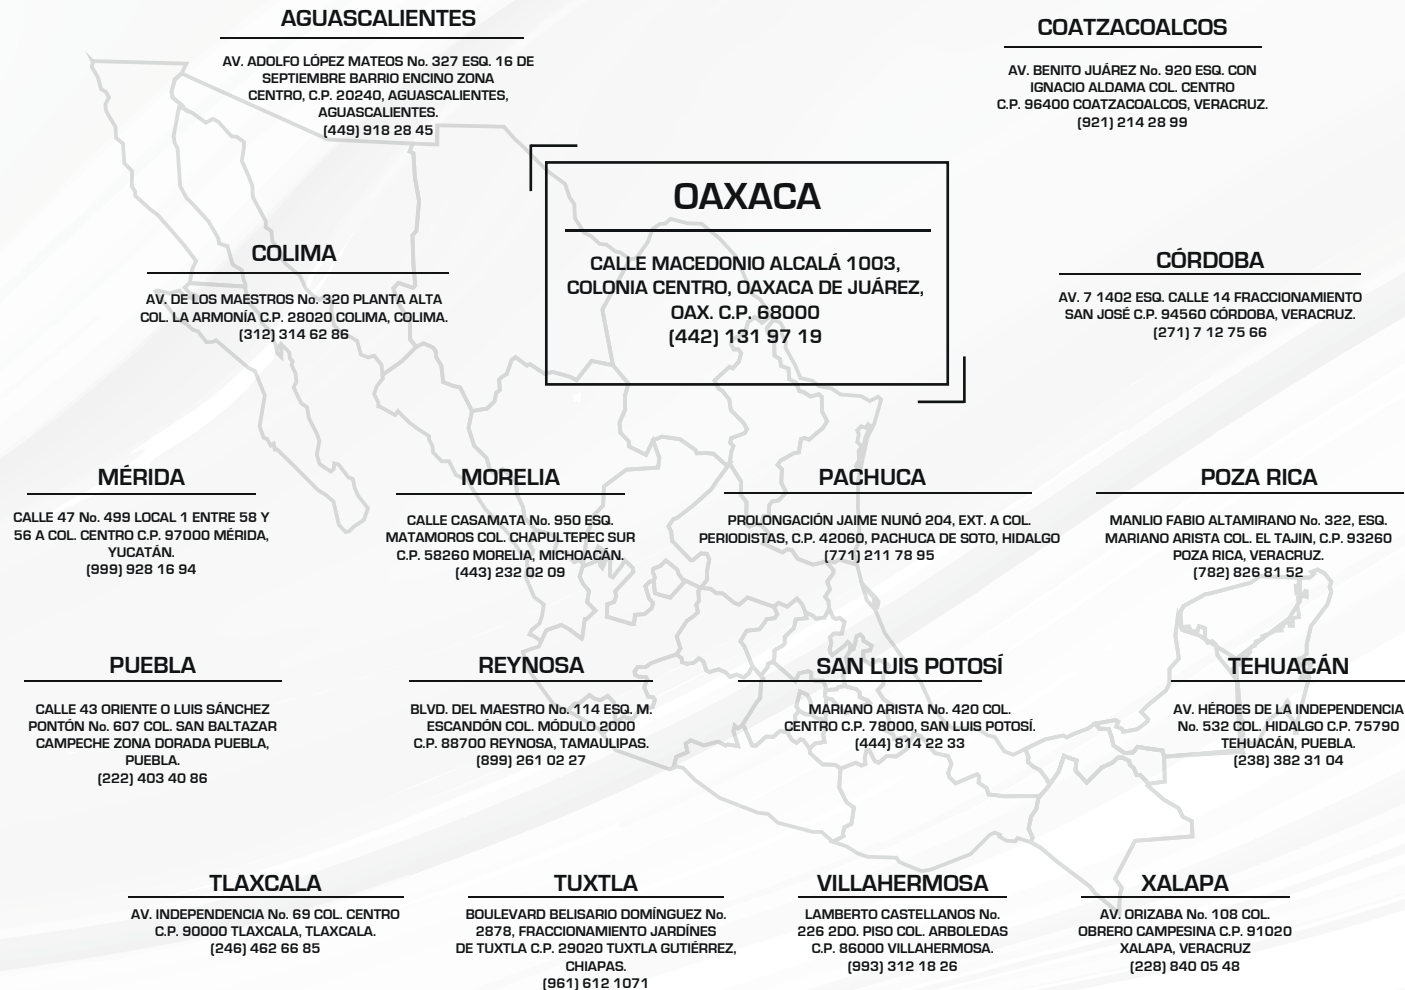 AGUASCALIENTES
AV. ADOLFO LÓPEZ MATEOS No. 327 ESQ. 16 DE
SEPTIEMBRE BARRIO ENCINO ZONA
CENTRO, C.P. 20240, AGUASCALIENTES,
AGUASCALIENTES.
(449) 918 28 45
COATZACOALCOS
AV. BENITO JUÁREZ No. 920 ESQ. CON
IGNACIO ALDAMA COL. CENTRO
C.P. 96400 COATZACOALCOS, VERACRUZ.
(921) 214 28 99
OAXACA
CALLE MACEDONIO ALCALÁ 1003,
COLONIA CENTRO, OAXACA DE JUÁREZ,
OAX. C.P. 68000
(442) 131 97 19
COLIMA
AV. DE LOS MAESTROS No. 320 PLANTA ALTA
COL. LA ARMONÍA C.P. 28020 COLIMA, COLIMA.
(312) 314 62 86
CÓRDOBA
AV. 7 1402 ESQ. CALLE 14 FRACCIONAMIENTO
SAN JOSÉ C.P. 94560 CÓRDOBA, VERACRUZ.
(271) 7 12 75 66
MÉRIDA
CALLE 47 No. 499 LOCAL 1 ENTRE 58 Y
56 A COL. CENTRO C.P. 97000 MÉRIDA,
YUCATÁN.
(999) 928 16 94
MORELIA
CALLE CASAMATA No. 950 ESQ.
MATAMOROS COL. CHAPULTEPEC SUR
C.P. 58260 MORELIA, MICHOACÁN.
(443) 232 02 09
PACHUCA
PROLONGACIÓN JAIME NUNÓ 204, EXT. A COL.
PERIODISTAS, C.P. 42060, PACHUCA DE SOTO, HIDALGO
(771) 211 78 95
POZA RICA
MANLIO FABIO ALTAMIRANO No. 322, ESQ.
MARIANO ARISTA COL. EL TAJIN, C.P. 93260
POZA RICA, VERACRUZ.
(782) 826 81 52
PUEBLA
CALLE 43 ORIENTE O LUIS SÁNCHEZ
PONTÓN No. 607 COL. SAN BALTAZAR
CAMPECHE ZONA DORADA PUEBLA,
PUEBLA.
(222) 403 40 86
REYNOSA
BLVD. DEL MAESTRO No. 114 ESQ. M.
ESCANDÓN COL. MÓDULO 2000
C.P. 88700 REYNOSA, TAMAULIPAS.
(899) 261 02 27
SAN LUIS POTOSÍ
MARIANO ARISTA No. 420 COL.
CENTRO C.P. 78000, SAN LUIS POTOSÍ.
(444) 814 22 33
TEHUACÁN
AV. HÉROES DE LA INDEPENDENCIA
No. 532 COL. HIDALGO C.P. 75790
TEHUACÁN, PUEBLA.
(238) 382 31 04
TLAXCALA
AV. INDEPENDENCIA No. 69 COL. CENTRO
C.P. 90000 TLAXCALA, TLAXCALA.
(246) 462 66 85
TUXTLA
BOULEVARD BELISARIO DOMÍNGUEZ No.
2878, FRACCIONAMIENTO JARDÍNES
DE TUXTLA C.P. 29020 TUXTLA GUTIÉRREZ,
CHIAPAS.
(961) 612 1071
VILLAHERMOSA
LAMBERTO CASTELLANOS No.
226 2DO. PISO COL. ARBOLEDAS
C.P. 86000 VILLAHERMOSA.
(993) 312 18 26
XALAPA
AV. ORIZABA No. 108 COL.
OBRERO CAMPESINA C.P. 91020
XALAPA, VERACRUZ
(228) 840 05 48